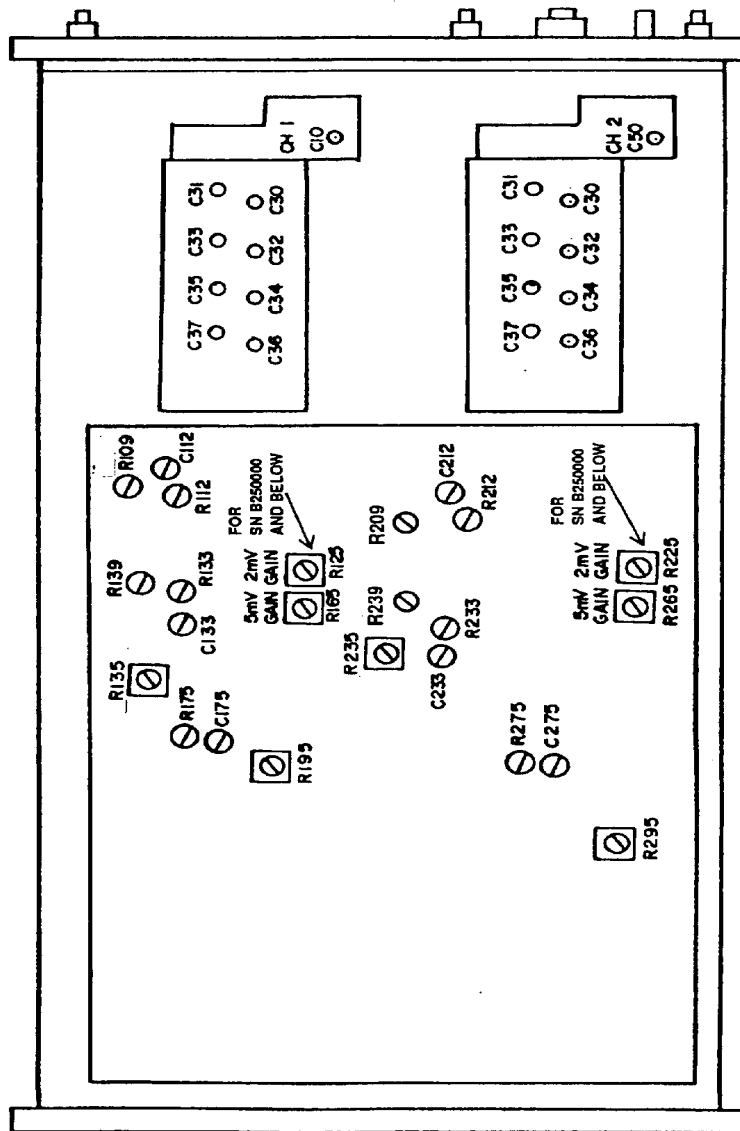 CH 1
C10
C31
C30
C33
C32
C35
C34
C37
C36
CH 2
C50
C31
C30
C33
C32
C35
C34
C37
C36
R109
C112
R112
FOR
SN B250000
AND BELOW
R139
R133
C133
5mV 2mV
GAIN GAIN
R165 R125
R135
R175
C175
R195
C212
R212
R209
R239
R235
R233
C233
FOR
SN B250000
AND BELOW
5mV 2mV
GAIN GAIN
R265 R225
R275
C275
R295